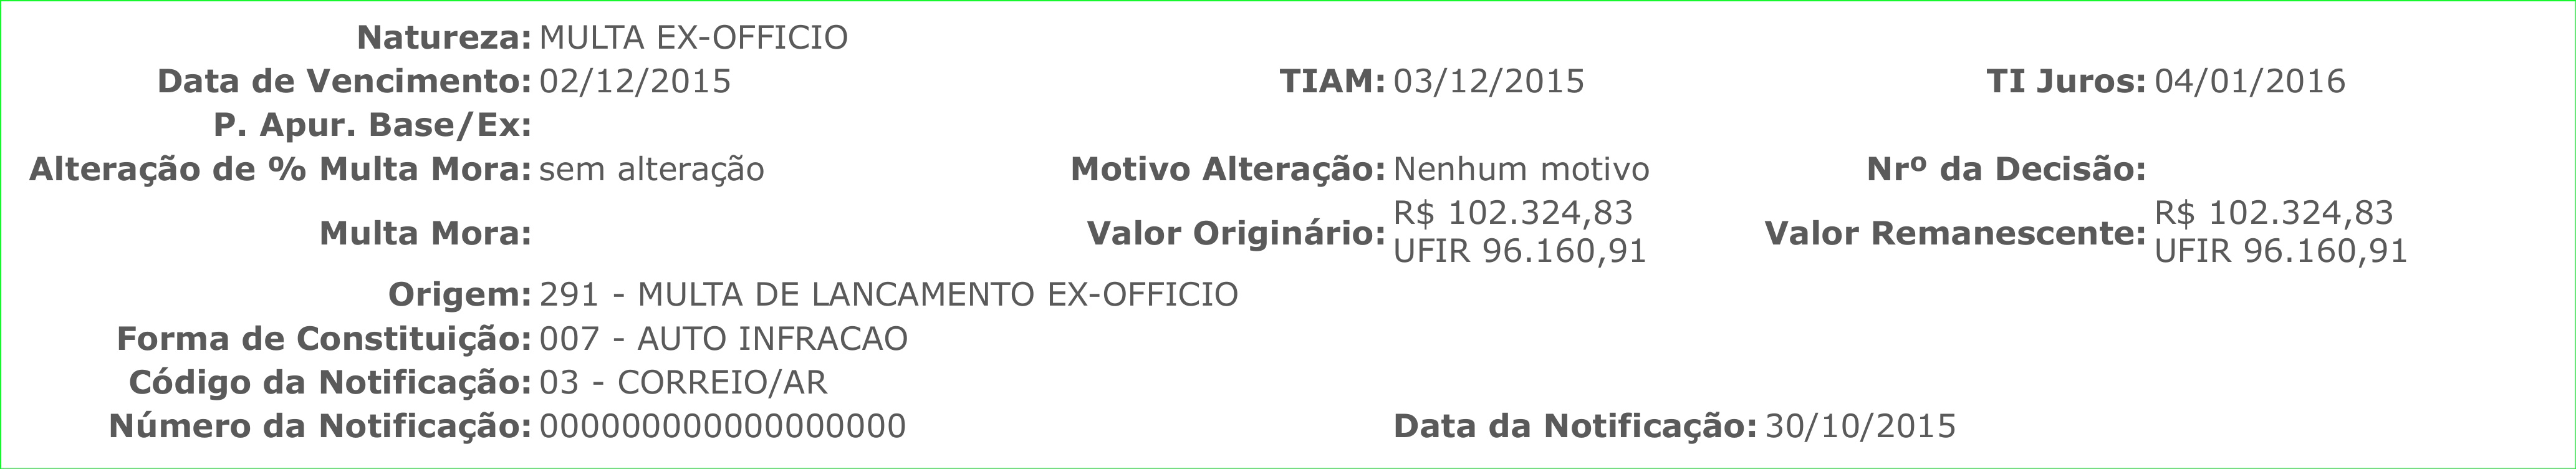 Natureza: MULTA EX-OFFICIO
Data de Vencimento: 02/12/2015 TIAM: 03/12/2015 TI Juros: 04/01/2016
P. Apur. Base/Ex:
Alteração de % Multa Mora: sem alteração Motivo Alteração: Nenhum motivo Nrº da Decisão:
Multa Mora: Valor Originário: R$ 102.324,83 UFIR 96.160,91 Valor Remanescente: R$ 102.324,83 UFIR 96.160,91
Origem: 291 - MULTA DE LANCAMENTO EX-OFFICIO
Forma de Constituição: 007 - AUTO INFRACAO
Código da Notificação: 03 - CORREIO/AR
Número da Notificação: 000000000000000000 Data da Notificação: 30/10/2015